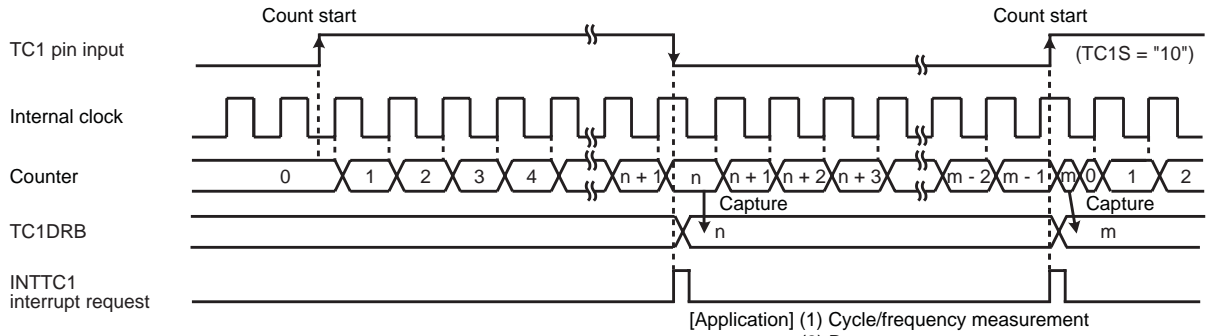 Count start Count start
TC1 pin input
(TC1S = "10")
Internal clock
Counter 0 1 2 3 4 n + 1 n n + 1 n + 2 n + 3 m - 2 m - 1 m 0 1 2
Capture Capture
TC1DRB n m
INTTC1
interrupt request
[Application] (1) Cycle/frequency measurement